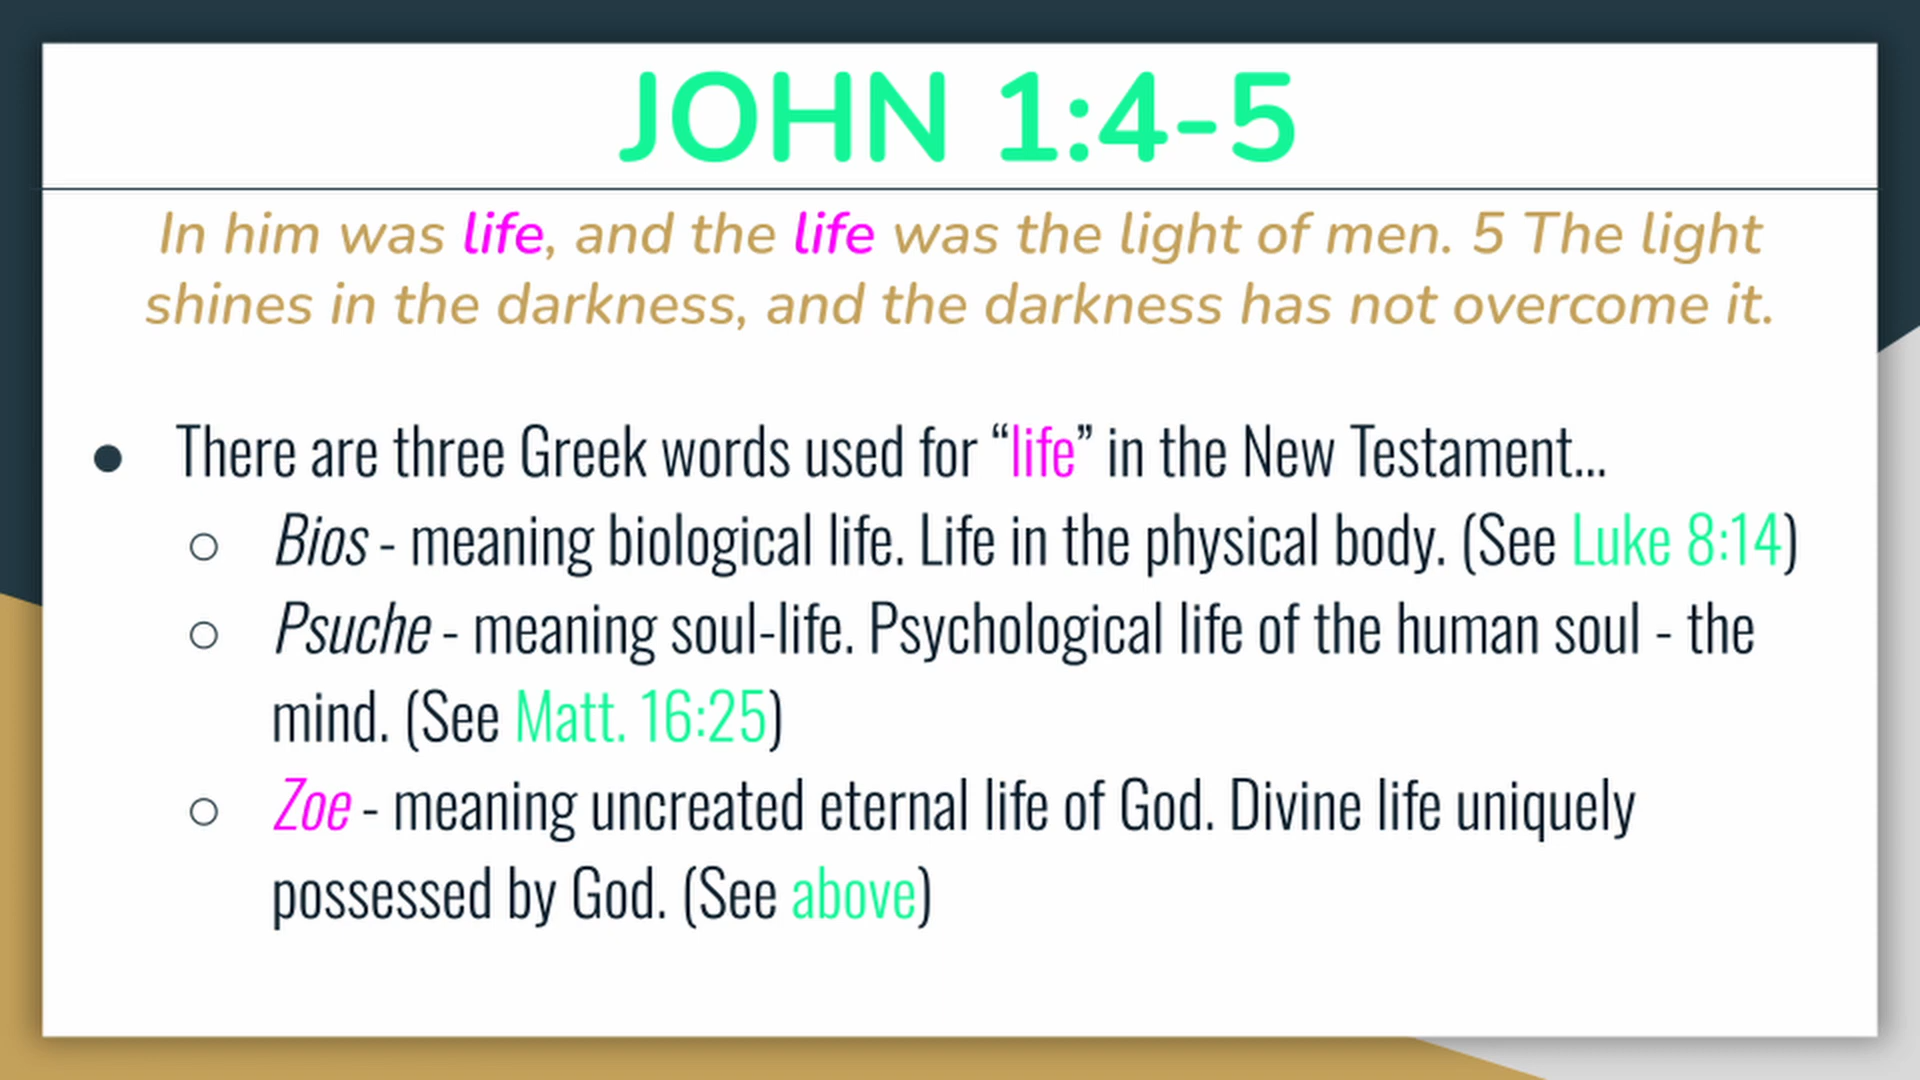 JOHN 1:4-5
In him was life, and the life was the light of men. 5 The light
shines in the darkness, and the darkness has not overcome it.
● There are three Greek words used for “life” in the New Testament...
○ Bios - meaning biological life. Life in the physical body. (See Luke 8:14)
○ Psuche - meaning soul-life. Psychological life of the human soul - the
mind. (See Matt. 16:25)
○ Zoe - meaning uncreated eternal life of God. Divine life uniquely
possessed by God. (See above)